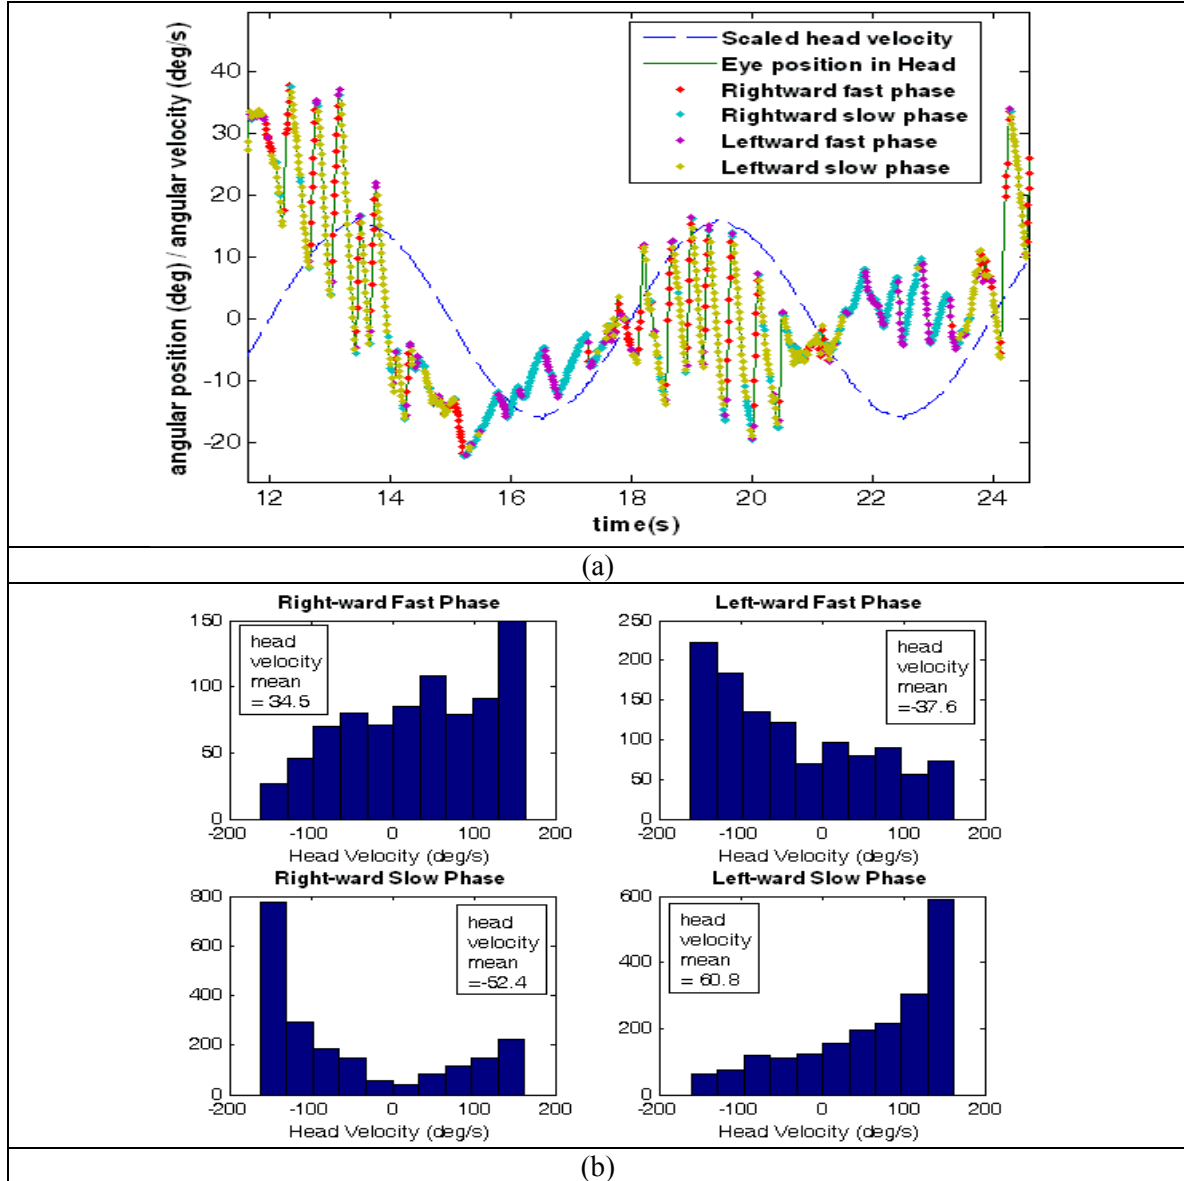 Scaled head velocity
Eye position in Head
Rightward fast phase
Rightward slow phase
Leftward fast phase
Leftward slow phase
angular position (deg) / angular velocity (deg/s)
40
30
20
10
0
-10
-20
12 14 16 18 20 22 24
time(s)
(a)
Right-ward Fast Phase
150
100
50
0
head
velocity
mean
= 34.5
-200 -100 0 100 200
Head Velocity (deg/s)
Left-ward Fast Phase
250
200
150
100
50
0
head
velocity
mean
=-37.6
-200 -100 0 100 200
Head Velocity (deg/s)
Right-ward Slow Phase
800
600
400
200
0
head
velocity
mean
=-52.4
-200 -100 0 100 200
Head Velocity (deg/s)
Left-ward Slow Phase
600
400
200
0
head
velocity
mean
= 60.8
-200 -100 0 100 200
Head Velocity (deg/s)
(b)